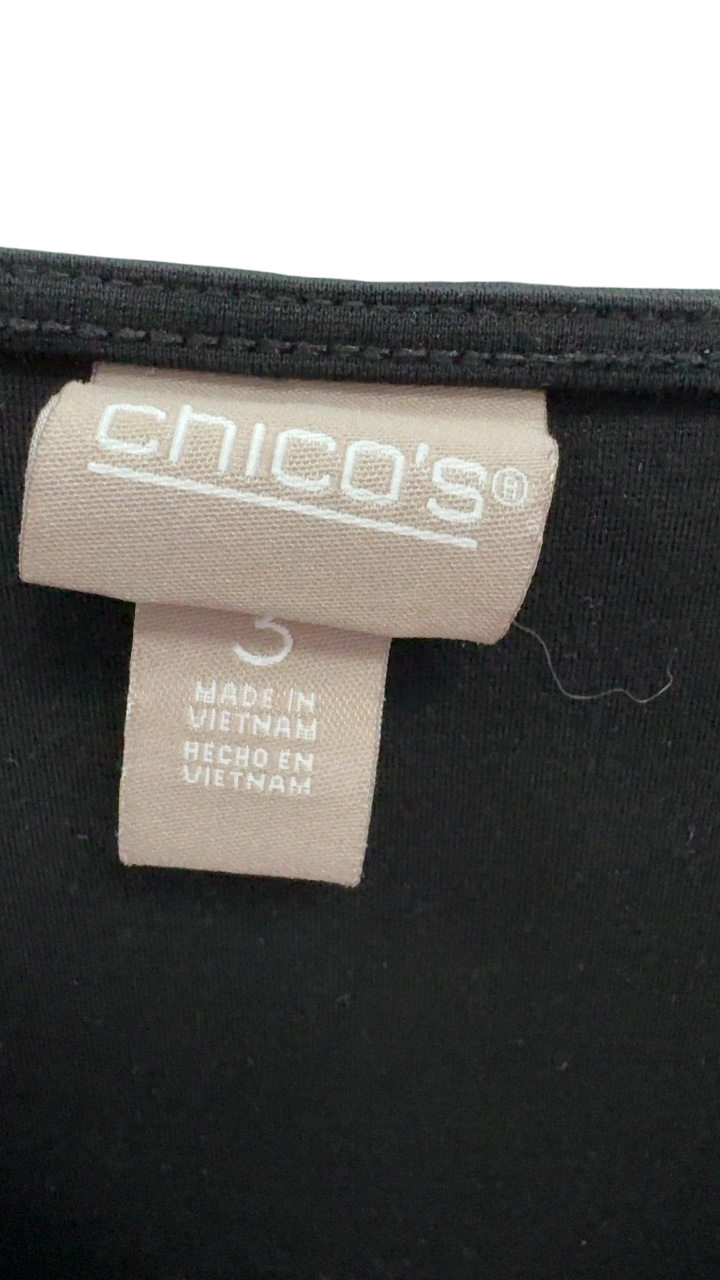 chico's®
3
MADE IN
VIETNAM
HECHO EN
VIETNAM